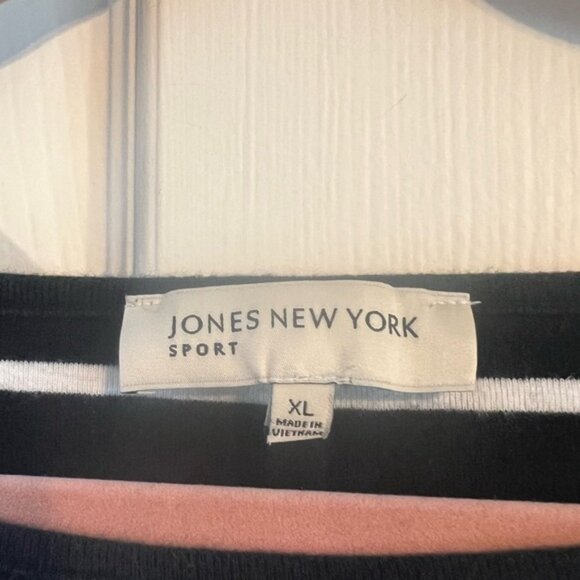 JONES NEW YORK
SPORT
XL
MADE IN
VIETNAM